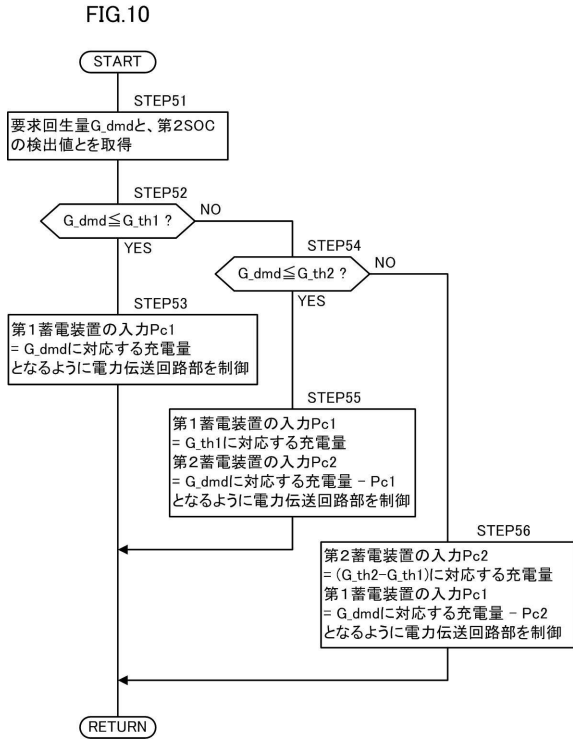 FIG.10
START
STEP51
要求回生量G_dmdと、第2SOC
の検出値とを取得
STEP52
G_dmd≦G_th1 ?
NO
YES
STEP54
G_dmd≦G_th2 ?
NO
YES
STEP53
第1蓄電装置の入力Pc1
= G_dmdに対応する充電量
となるように電力伝送回路部を制御
STEP55
第1蓄電装置の入力Pc1
= G_th1に対応する充電量
第2蓄電装置の入力Pc2
= G_dmdに対応する充電量 - Pc1
となるように電力伝送回路部を制御
STEP56
第2蓄電装置の入力Pc2
= (G_th2-G_th1)に対応する充電量
第1蓄電装置の入力Pc1
= G_dmdに対応する充電量 - Pc2
となるように電力伝送回路部を制御
RETURN